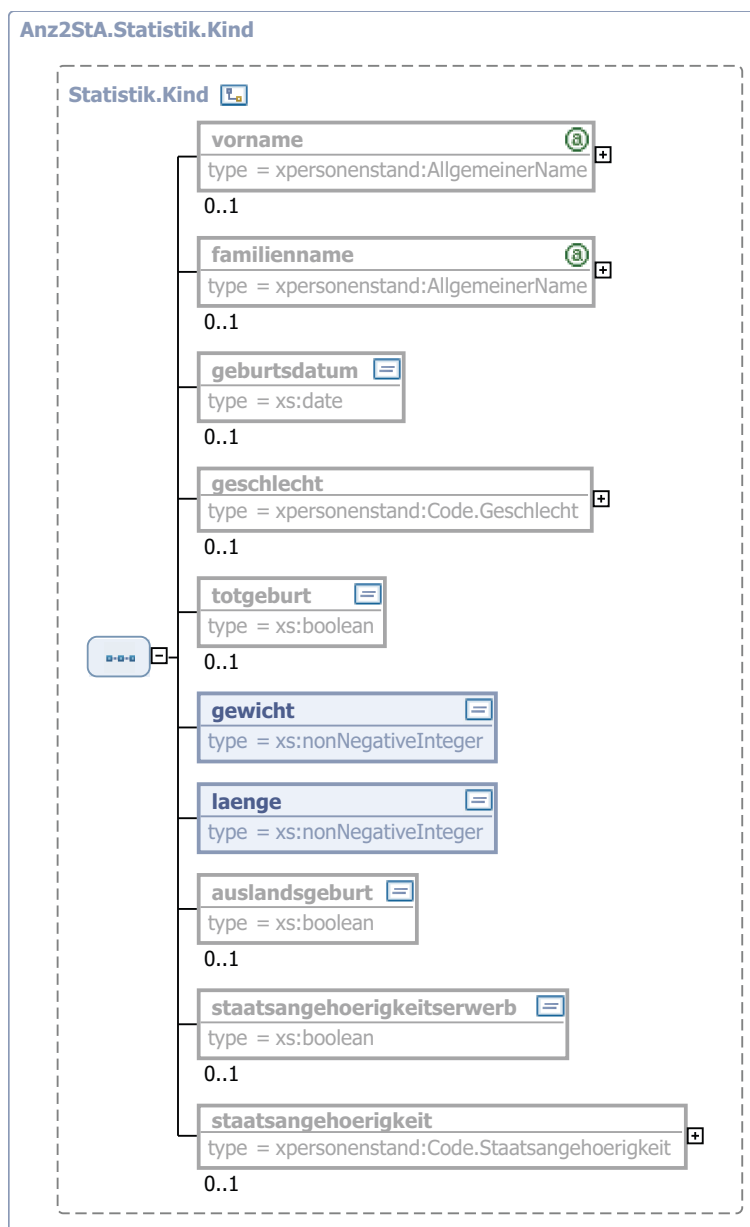 Anz2StA.Statistik.Kind
Statistik.Kind
vorname
type = xpersonenstand:AllgemeinerName
0..1
familienname
type = xpersonenstand:AllgemeinerName
0..1
geburtsdatum
type = xs:date
0..1
geschlecht
type = xpersonenstand:Code.Geschlecht
0..1
totgeburt
type = xs:boolean
0..1
gewicht
type = xs:nonNegativeInteger
laenge
type = xs:nonNegativeInteger
auslandsgeburt
type = xs:boolean
0..1
staatsangehoerigkeitserwerb
type = xs:boolean
0..1
staatsangehoerigkeit
type = xpersonenstand:Code.Staatsangehoerigkeit
0..1